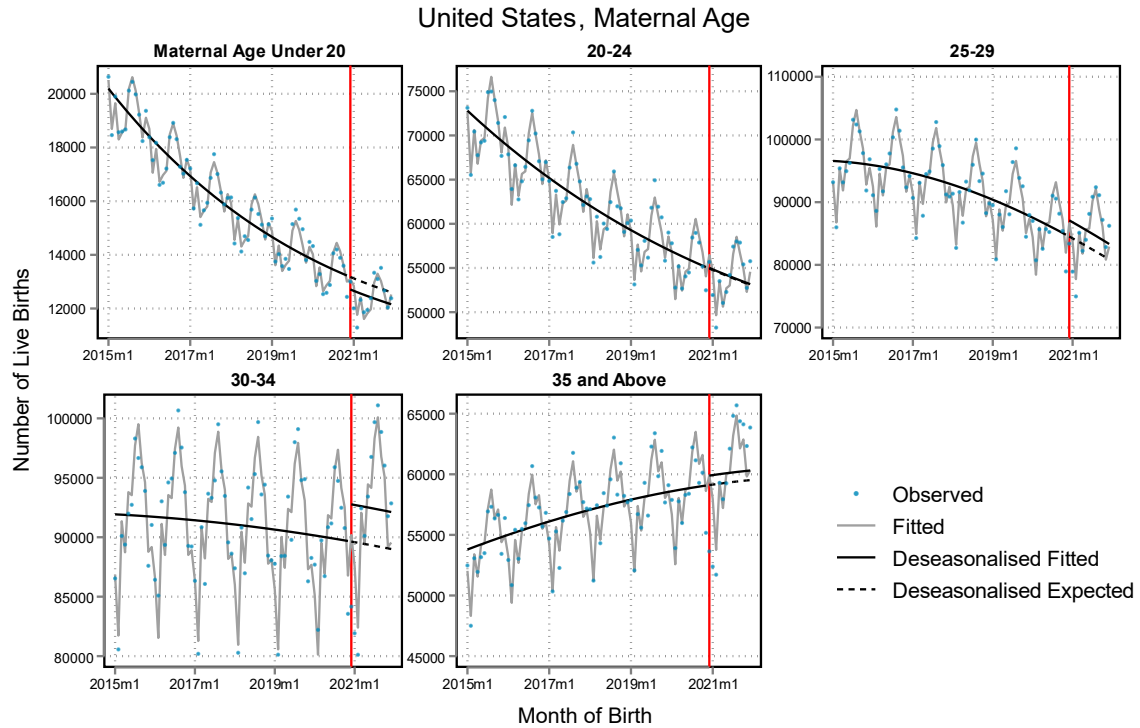 United States, Maternal Age
Number of Live Births
Maternal Age Under 20
20000
18000
16000
14000
12000
2015m1 2017m1 2019m1 2021m1
20-24
75000
70000
65000
60000
55000
50000
2015m1 2017m1 2019m1 2021m1
25-29
110000
100000
90000
80000
70000
2015m1 2017m1 2019m1 2021m1
30-34
100000
95000
90000
85000
80000
2015m1 2017m1 2019m1 2021m1
35 and Above
65000
60000
55000
50000
45000
2015m1 2017m1 2019m1 2021m1
Observed
Fitted
Deseasonalised Fitted
Deseasonalised Expected
Month of Birth